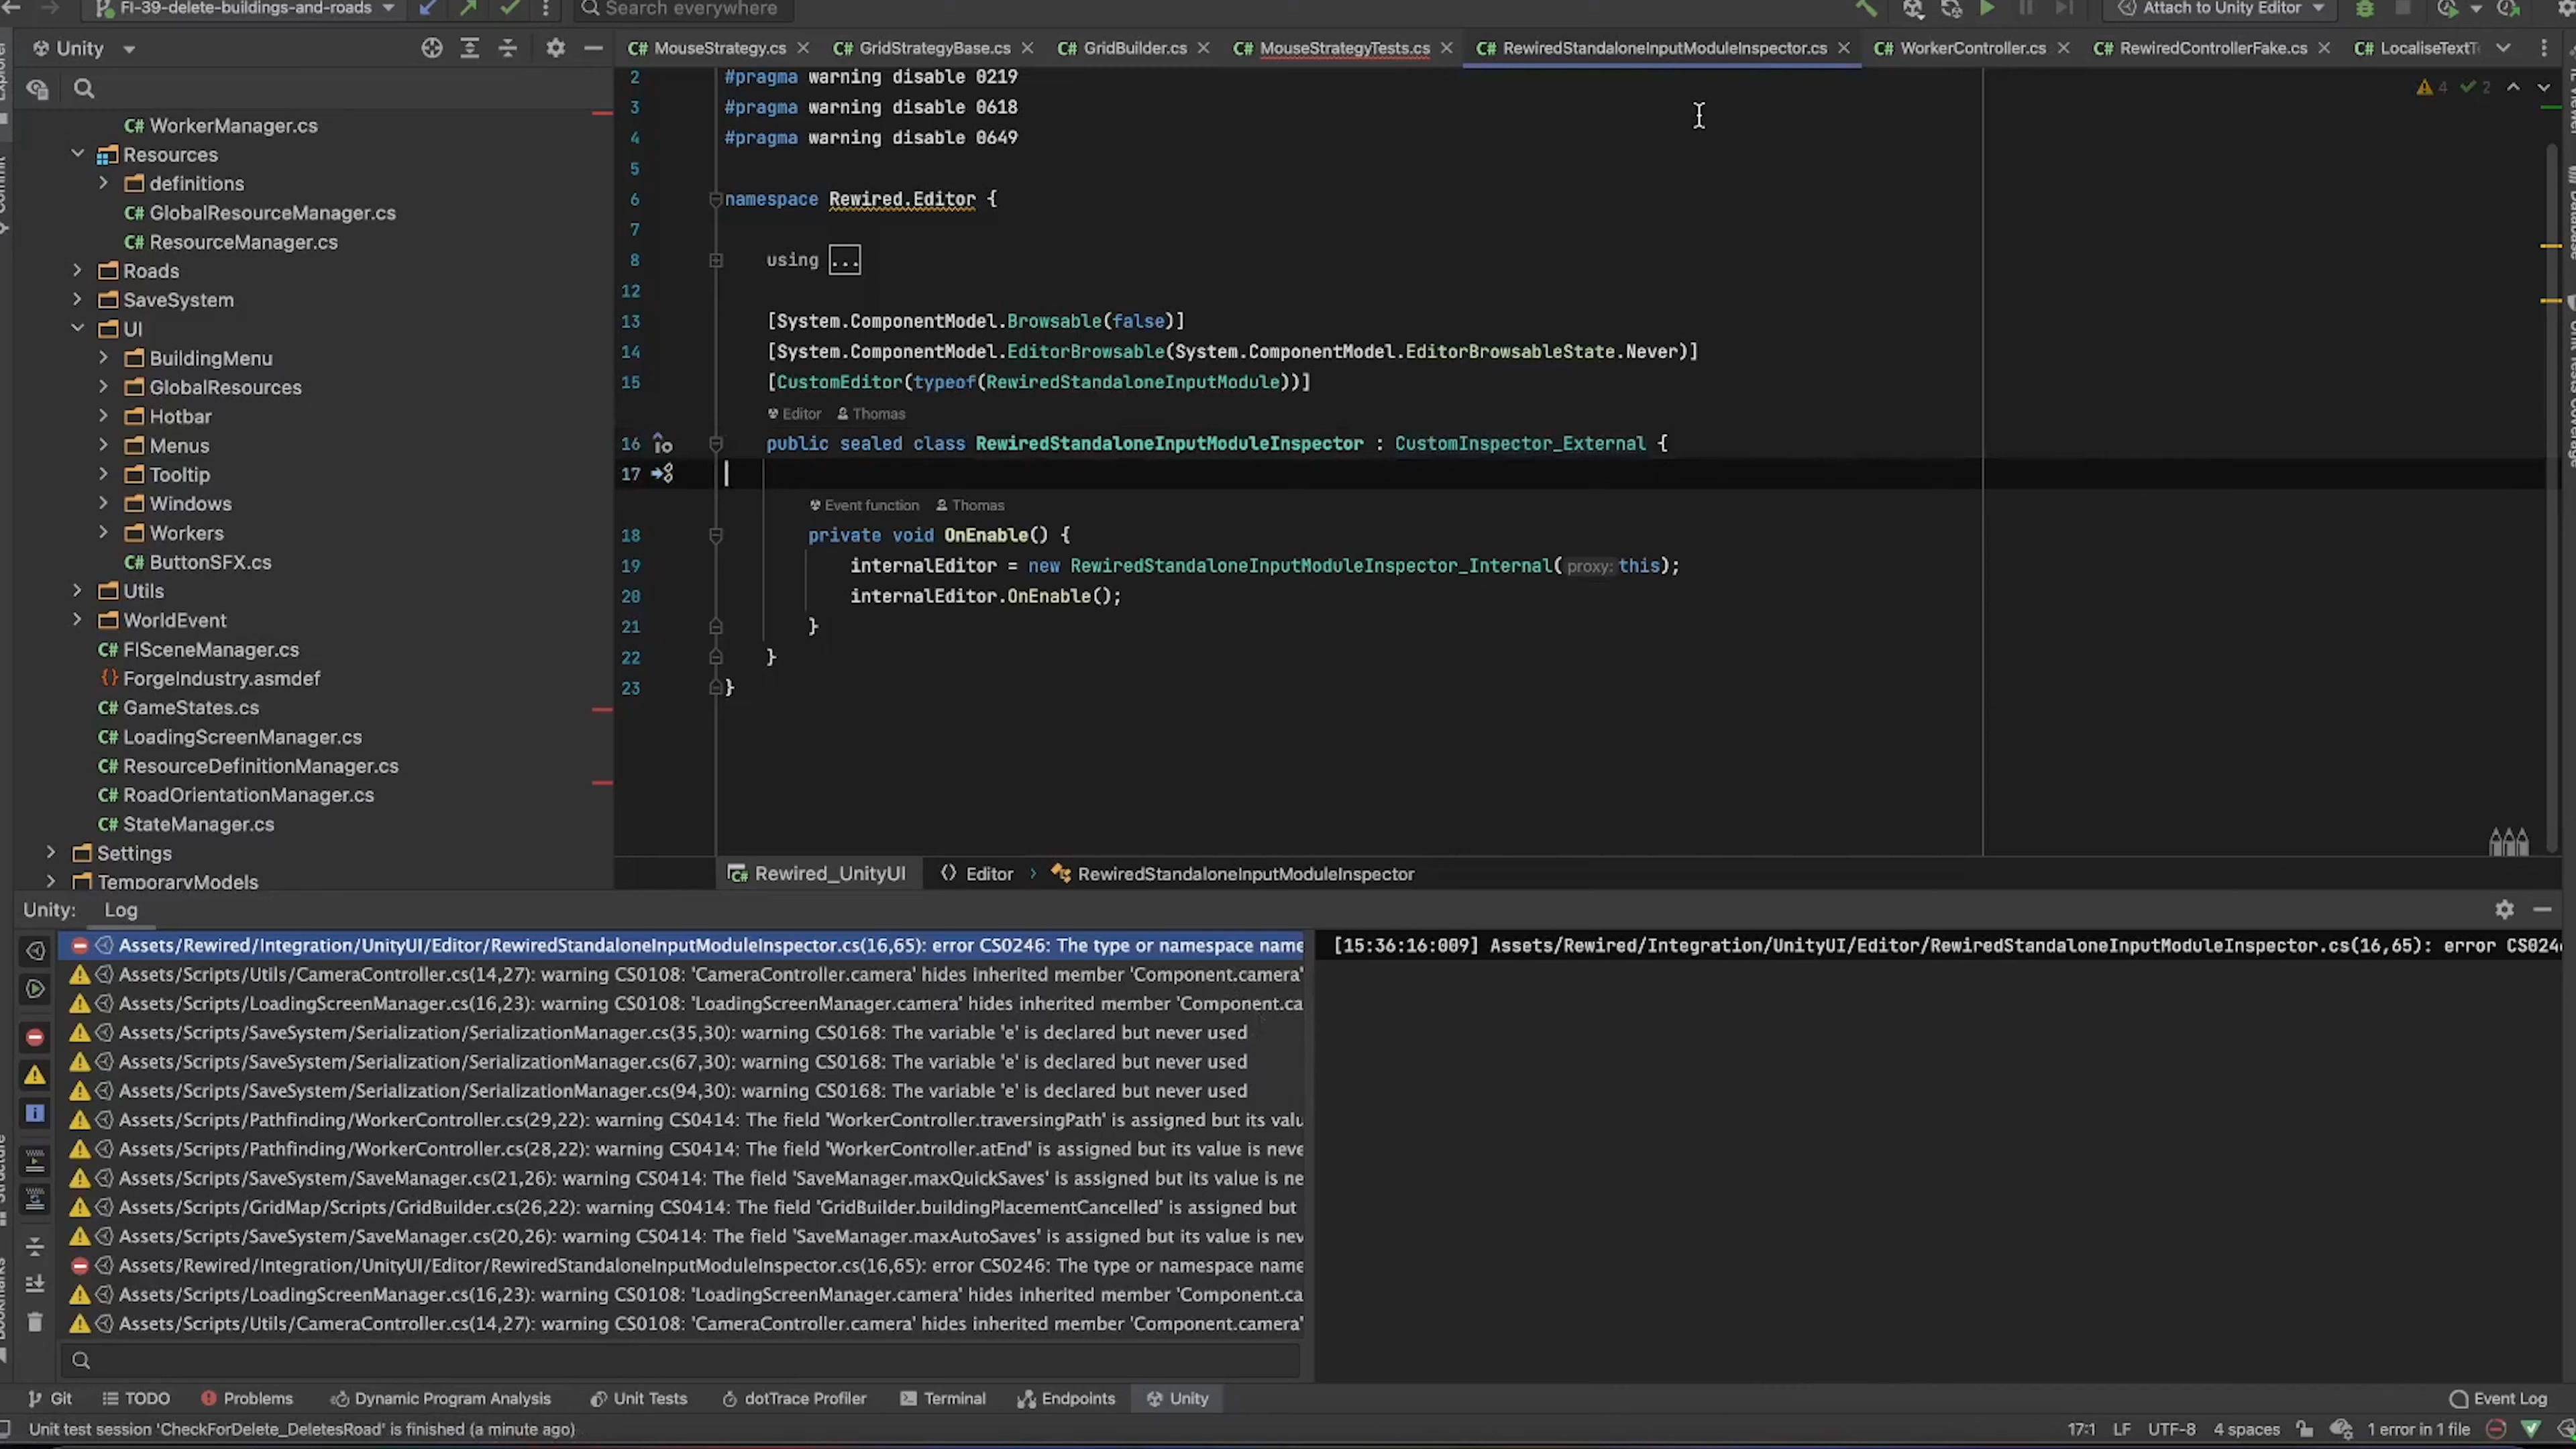 FI-39-delete-buildings-and-roads
Search everywhere
Attach to Unity Editor
Unity
MouseStrategy.cs
GridStrategyBase.cs
GridBuilder.cs
MouseStrategyTests.cs
RewiredStandaloneInputModuleInspector.cs
WorkerController.cs
RewiredControllerFake.cs
LocaliseTextT
4 2
C# WorkerManager.cs
Resources
definitions
C# GlobalResourceManager.cs
C# ResourceManager.cs
Roads
SaveSystem
UI
BuildingMenu
GlobalResources
Hotbar
Menus
Tooltip
Windows
Workers
C# ButtonSFX.cs
Utils
WorldEvent
C# FISceneManager.cs
{} ForgeIndustry.asmdef
C# GameStates.cs
C# LoadingScreenManager.cs
C# ResourceDefinitionManager.cs
C# RoadOrientationManager.cs
C# StateManager.cs
Settings
TemporaryModels
2 #pragma warning disable 0219
3 #pragma warning disable 0618
4 #pragma warning disable 0649
5
6 namespace Rewired.Editor {
7
8 using ...
12
13 [System.ComponentModel.Browsable(false)]
14 [System.ComponentModel.EditorBrowsable(System.ComponentModel.EditorBrowsableState.Never)]
15 [CustomEditor(typeof(RewiredStandaloneInputModule))]
Editor Thomas
16 public sealed class RewiredStandaloneInputModuleInspector : CustomInspector_External {
17
Event function Thomas
18 private void OnEnable() {
19 internalEditor = new RewiredStandaloneInputModuleInspector_Internal( proxy: this);
20 internalEditor.OnEnable();
21 }
22 }
23 }
Rewired_UnityUI Editor RewiredStandaloneInputModuleInspector
Unity: Log
Assets/Rewired/Integration/UnityUI/Editor/RewiredStandaloneInputModuleInspector.cs(16,65): error CS0246: The type or namespace name
Assets/Scripts/Utils/CameraController.cs(14,27): warning CS0108: 'CameraController.camera' hides inherited member 'Component.camera'
Assets/Scripts/LoadingScreenManager.cs(16,23): warning CS0108: 'LoadingScreenManager.camera' hides inherited member 'Component.ca
Assets/Scripts/SaveSystem/Serialization/SerializationManager.cs(35,30): warning CS0168: The variable 'e' is declared but never used
Assets/Scripts/SaveSystem/Serialization/SerializationManager.cs(67,30): warning CS0168: The variable 'e' is declared but never used
Assets/Scripts/SaveSystem/Serialization/SerializationManager.cs(94,30): warning CS0168: The variable 'e' is declared but never used
Assets/Scripts/Pathfinding/WorkerController.cs(29,22): warning CS0414: The field 'WorkerController.traversingPath' is assigned but its valu
Assets/Scripts/Pathfinding/WorkerController.cs(28,22): warning CS0414: The field 'WorkerController.atEnd' is assigned but its value is neve
Assets/Scripts/SaveSystem/SaveManager.cs(21,26): warning CS0414: The field 'SaveManager.maxQuickSaves' is assigned but its value is ne
Assets/Scripts/GridMap/Scripts/GridBuilder.cs(26,22): warning CS0414: The field 'GridBuilder.buildingPlacementCancelled' is assigned but
Assets/Scripts/SaveSystem/SaveManager.cs(20,26): warning CS0414: The field 'SaveManager.maxAutoSaves' is assigned but its value is nev
Assets/Rewired/Integration/UnityUI/Editor/RewiredStandaloneInputModuleInspector.cs(16,65): error CS0246: The type or namespace name
Assets/Scripts/LoadingScreenManager.cs(16,23): warning CS0108: 'LoadingScreenManager.camera' hides inherited member 'Component.ca
Assets/Scripts/Utils/CameraController.cs(14,27): warning CS0108: 'CameraController.camera' hides inherited member 'Component.camera'
[15:36:16:009] Assets/Rewired/Integration/UnityUI/Editor/RewiredStandaloneInputModuleInspector.cs(16,65): error CS024
Git TODO Problems Dynamic Program Analysis Unit Tests dotTrace Profiler Terminal Endpoints Unity Event Log
Unit test session 'CheckForDelete_DeletesRoad' is finished (a minute ago)
17:1 LF UTF-8 4 spaces 1 error in 1 file